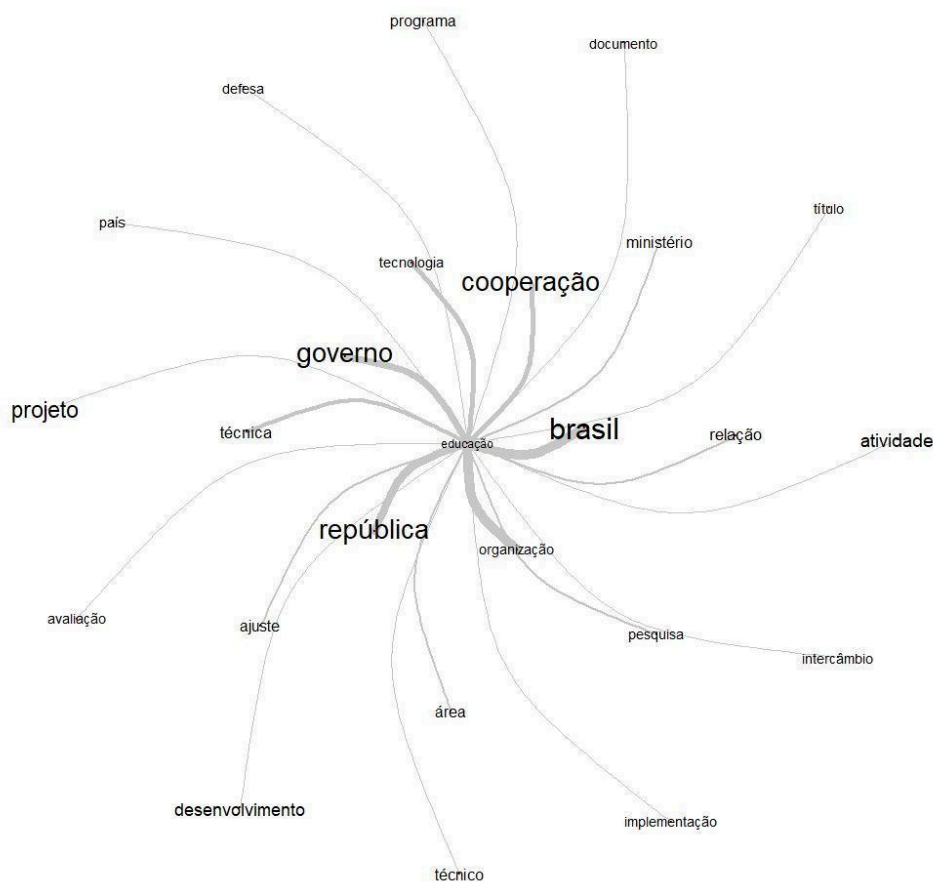 programa
documento
defesa
título
país
ministério
tecnologia
cooperação
governo
projeto
técnica
brasil
relação
atividade
educação
república
organização
avaliação
ajuste
pesquisa
intercâmbio
área
desenvolvimento
implementação
técnico